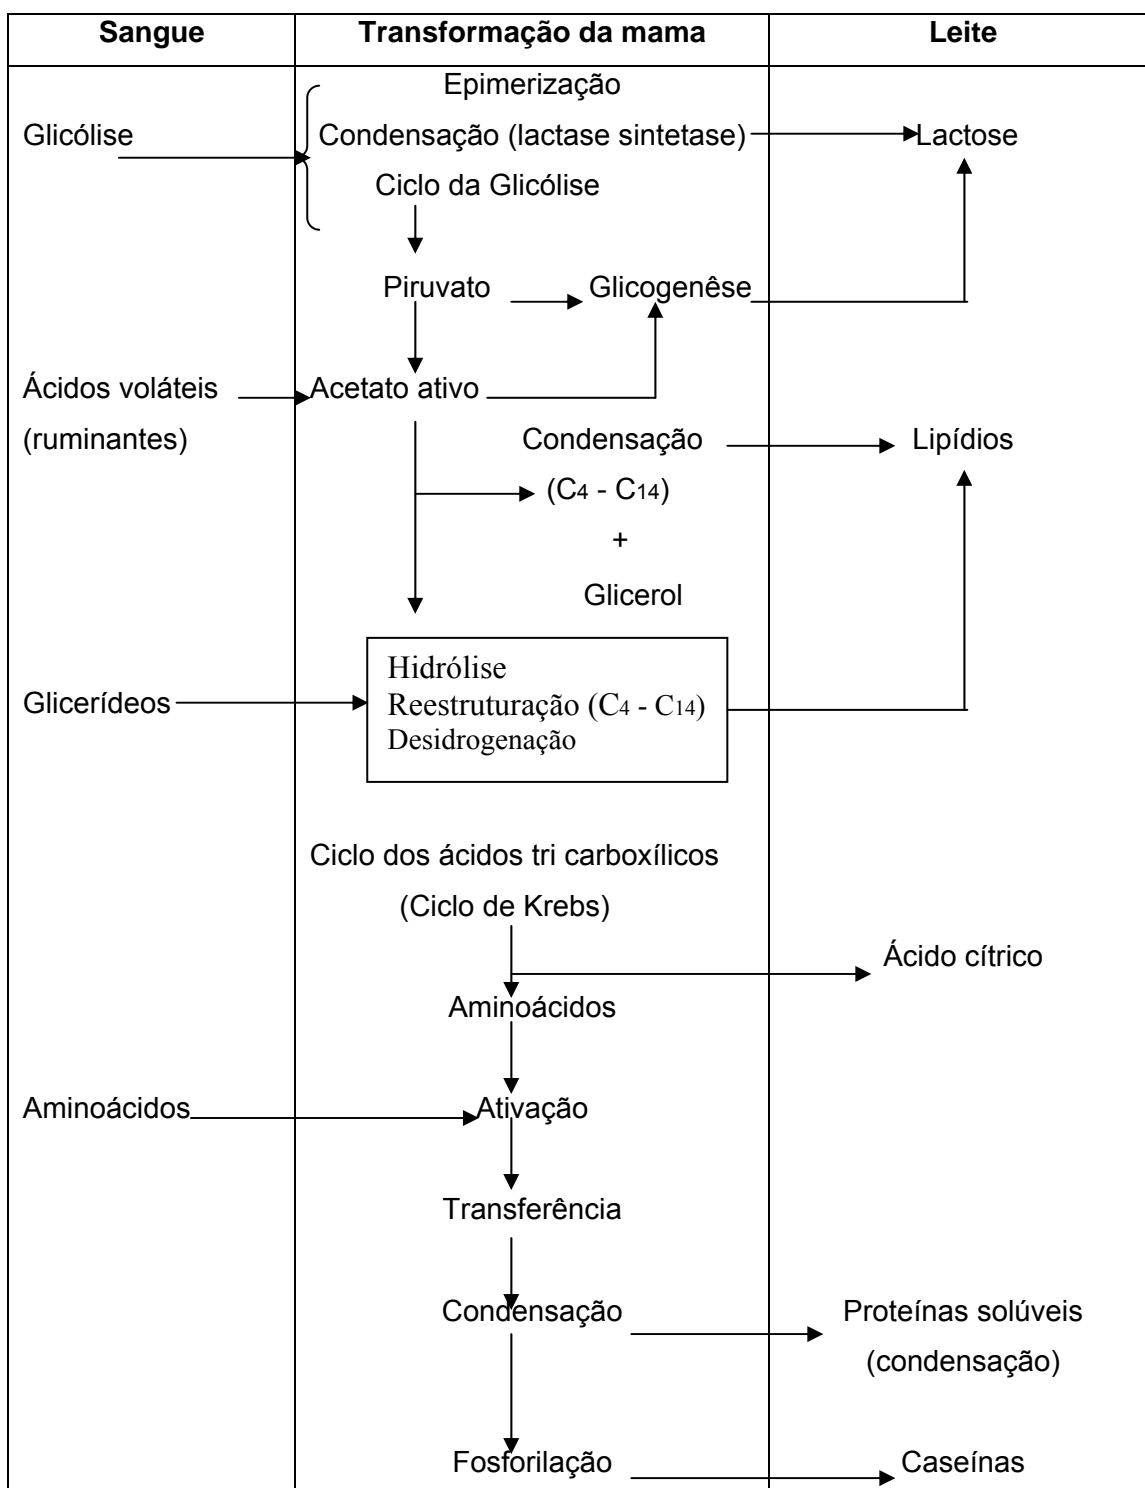 Sangue
Transformação da mama
Leite
Epimerização
Glicólise
Condensação (lactase sintetase)
Lactose
Ciclo da Glicólise
Piruvato
Glicogenêse
Ácidos voláteis
Acetato ativo
(ruminantes)
Condensação
Lipídios
(C4 - C14)
+
Glicerol
Hidrólise
Glicerídeos
Reestruturação (C4 - C14)
Desidrogenação
Ciclo dos ácidos tri carboxílicos
(Ciclo de Krebs)
Ácido cítrico
Aminoácidos
Aminoácidos
Ativação
Transferência
Condensação
Proteínas solúveis
(condensação)
Fosforilação
Caseínas